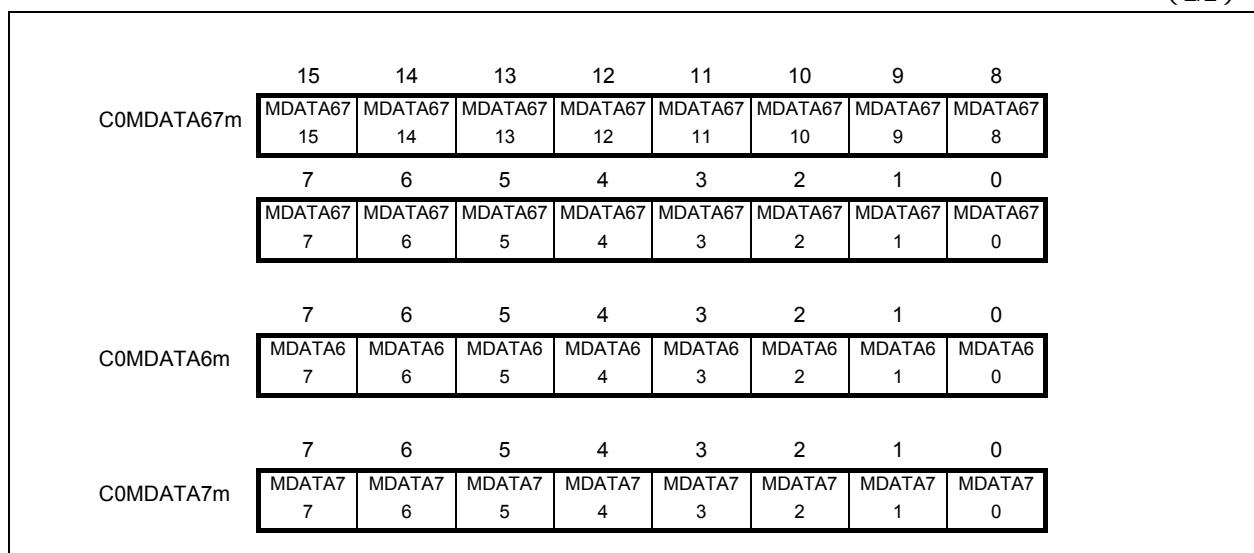 ( 2/2 )
15 14 13 12 11 10 9 8
C0MDATA67m MDATA67 MDATA67 MDATA67 MDATA67 MDATA67 MDATA67 MDATA67 MDATA67
15 14 13 12 11 10 9 8
7 6 5 4 3 2 1 0
MDATA67 MDATA67 MDATA67 MDATA67 MDATA67 MDATA67 MDATA67 MDATA67
7 6 5 4 3 2 1 0
7 6 5 4 3 2 1 0
C0MDATA6m MDATA6 MDATA6 MDATA6 MDATA6 MDATA6 MDATA6 MDATA6 MDATA6
7 6 5 4 3 2 1 0
7 6 5 4 3 2 1 0
C0MDATA7m MDATA7 MDATA7 MDATA7 MDATA7 MDATA7 MDATA7 MDATA7 MDATA7
7 6 5 4 3 2 1 0